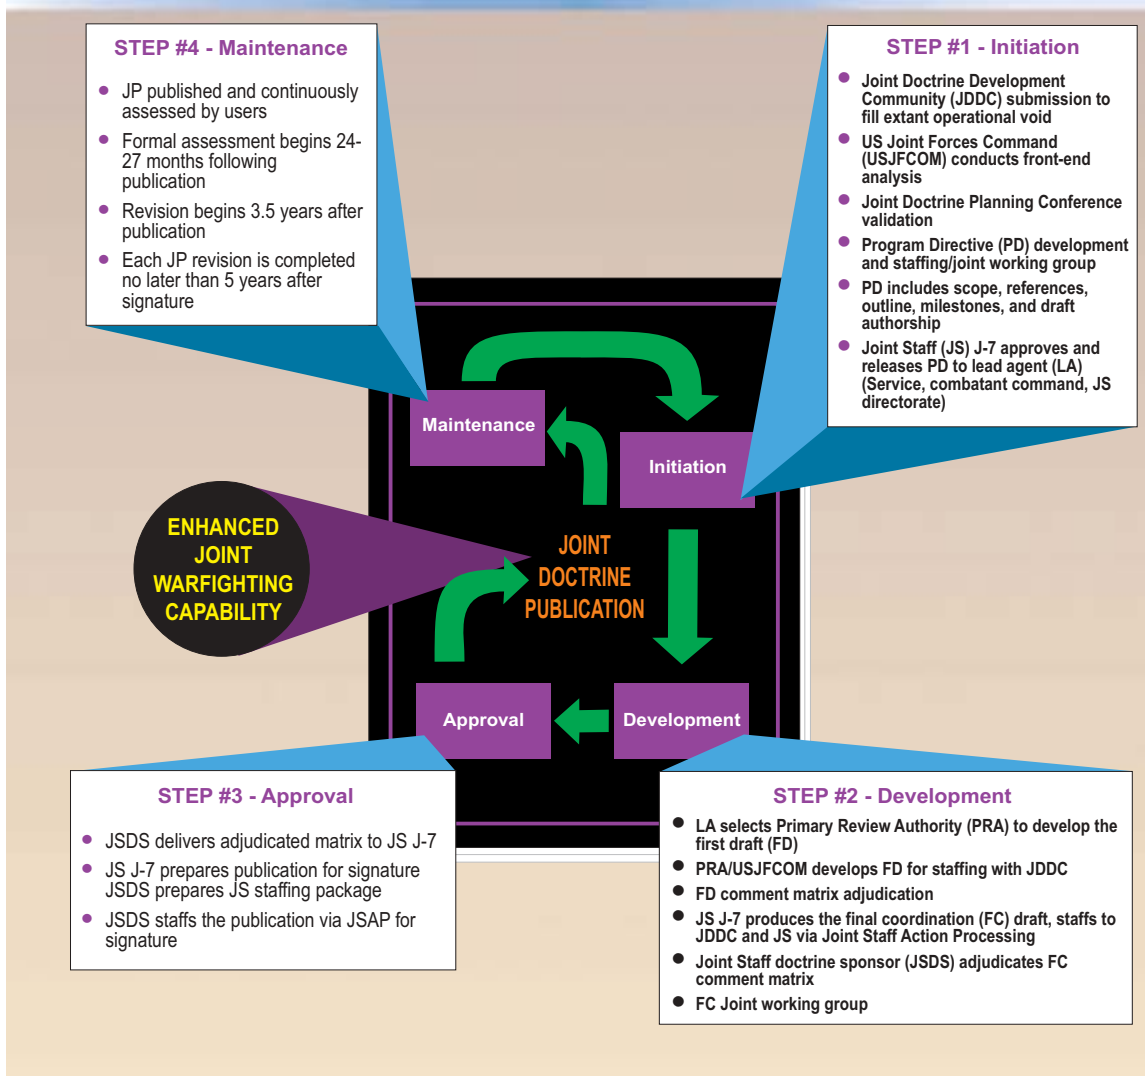 STEP #4 - Maintenance
• JP published and continuously
assessed by users
• Formal assessment begins 24-
27 months following
publication
• Revision begins 3.5 years after
publication
• Each JP revision is completed
no later than 5 years after
signature
STEP #1 - Initiation
• Joint Doctrine Development
Community (JDDC) submission to
fill extant operational void
• US Joint Forces Command
(USJFCOM) conducts front-end
analysis
• Joint Doctrine Planning Conference
validation
• Program Directive (PD) development
and staffing/joint working group
• PD includes scope, references,
outline, milestones, and draft
authorship
• Joint Staff (JS) J-7 approves and
releases PD to lead agent (LA)
(Service, combatant command, JS
directorate)
Maintenance
Initiation
ENHANCED
JOINT
WARFIGHTING
CAPABILITY
JOINT
DOCTRINE
PUBLICATION
Approval
Development
STEP #3 - Approval
• JSDS delivers adjudicated matrix to JS J-7
• JS J-7 prepares publication for signature
JSDS prepares JS staffing package
• JSDS staffs the publication via JSAP for
signature
STEP #2 - Development
• LA selects Primary Review Authority (PRA) to develop the
first draft (FD)
• PRA/USJFCOM develops FD for staffing with JDDC
• FD comment matrix adjudication
• JS J-7 produces the final coordination (FC) draft, staffs to
JDDC and JS via Joint Staff Action Processing
• Joint Staff doctrine sponsor (JSDS) adjudicates FC
comment matrix
• FC Joint working group